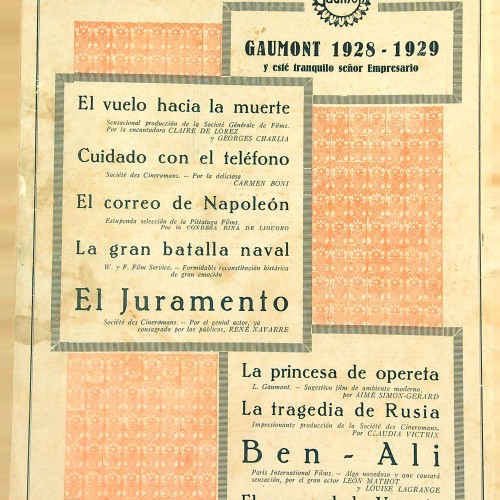 Gaumont
GAUMONT 1928 - 1929
y esté tranquilo señor Empresario
El vuelo hacia la muerte
Sensacional producción de la Société Générale de Films.
Por la encantadora CLAIRE DE LOREZ
y GEORGES CHARLIA
Cuidado con el teléfono
Société des Cineromans. -- Por la deliciosa
CARMEN BONI
El correo de Napoleón
Estupenda selección de la Pittaluga Films.
Por la CONDESA RINA DE LIGUORO
La gran batalla naval
W. y F. Film Service. -- Formidable reconstitución histórica
de gran emoción
El Juramento
Société des Cineromans. -- Por el genial actor, ya
consagrado por los públicos, RENÉ NAVARRE
La princesa de opereta
L. Gaumont. -- Sugestivo film de ambiente moderno,
por AIMÉ SIMON-GERARD
La tragedia de Rusia
Impresionante producción de la Société des Cineromans.
Por CLAUDIA VICTRIX
Ben - Ali
París International Films. -- Algo novedoso y que causará
sensación, por el gran actor LEÓN MATHOT
y LOUISE LAGRANGE